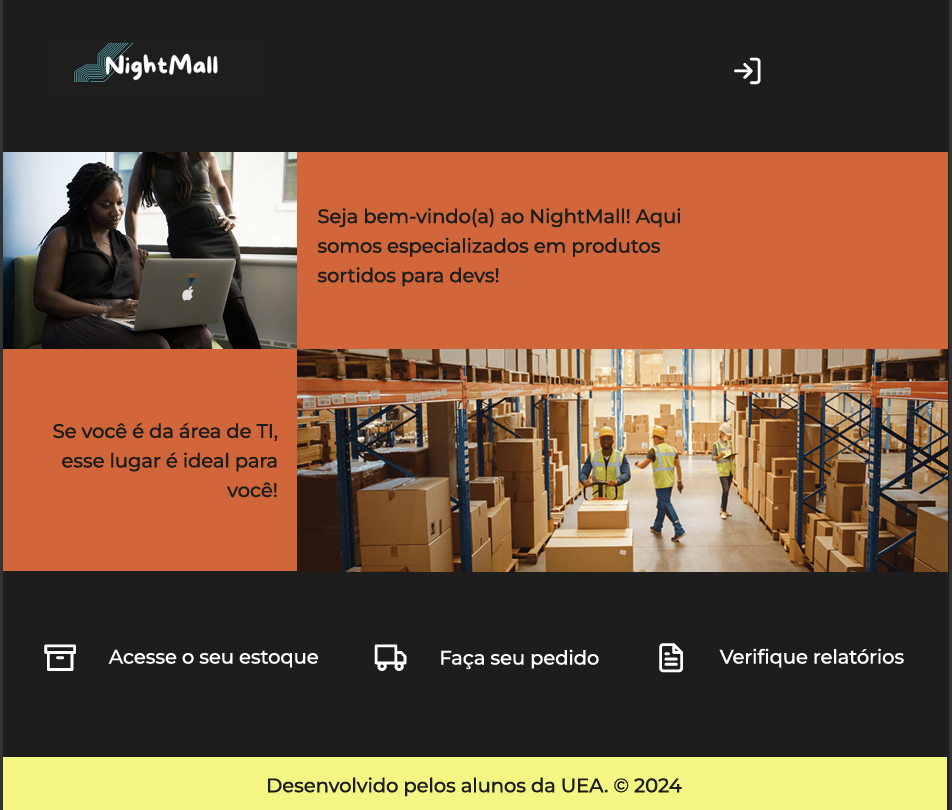 NightMall
Seja bem-vindo(a) ao NightMall! Aqui
somos especializados em produtos
sortidos para devs!
Se você é da área de TI,
esse lugar é ideal para
você!
Acesse o seu estoque
Faça seu pedido
Verifique relatórios
Desenvolvido pelos alunos da UEA. © 2024